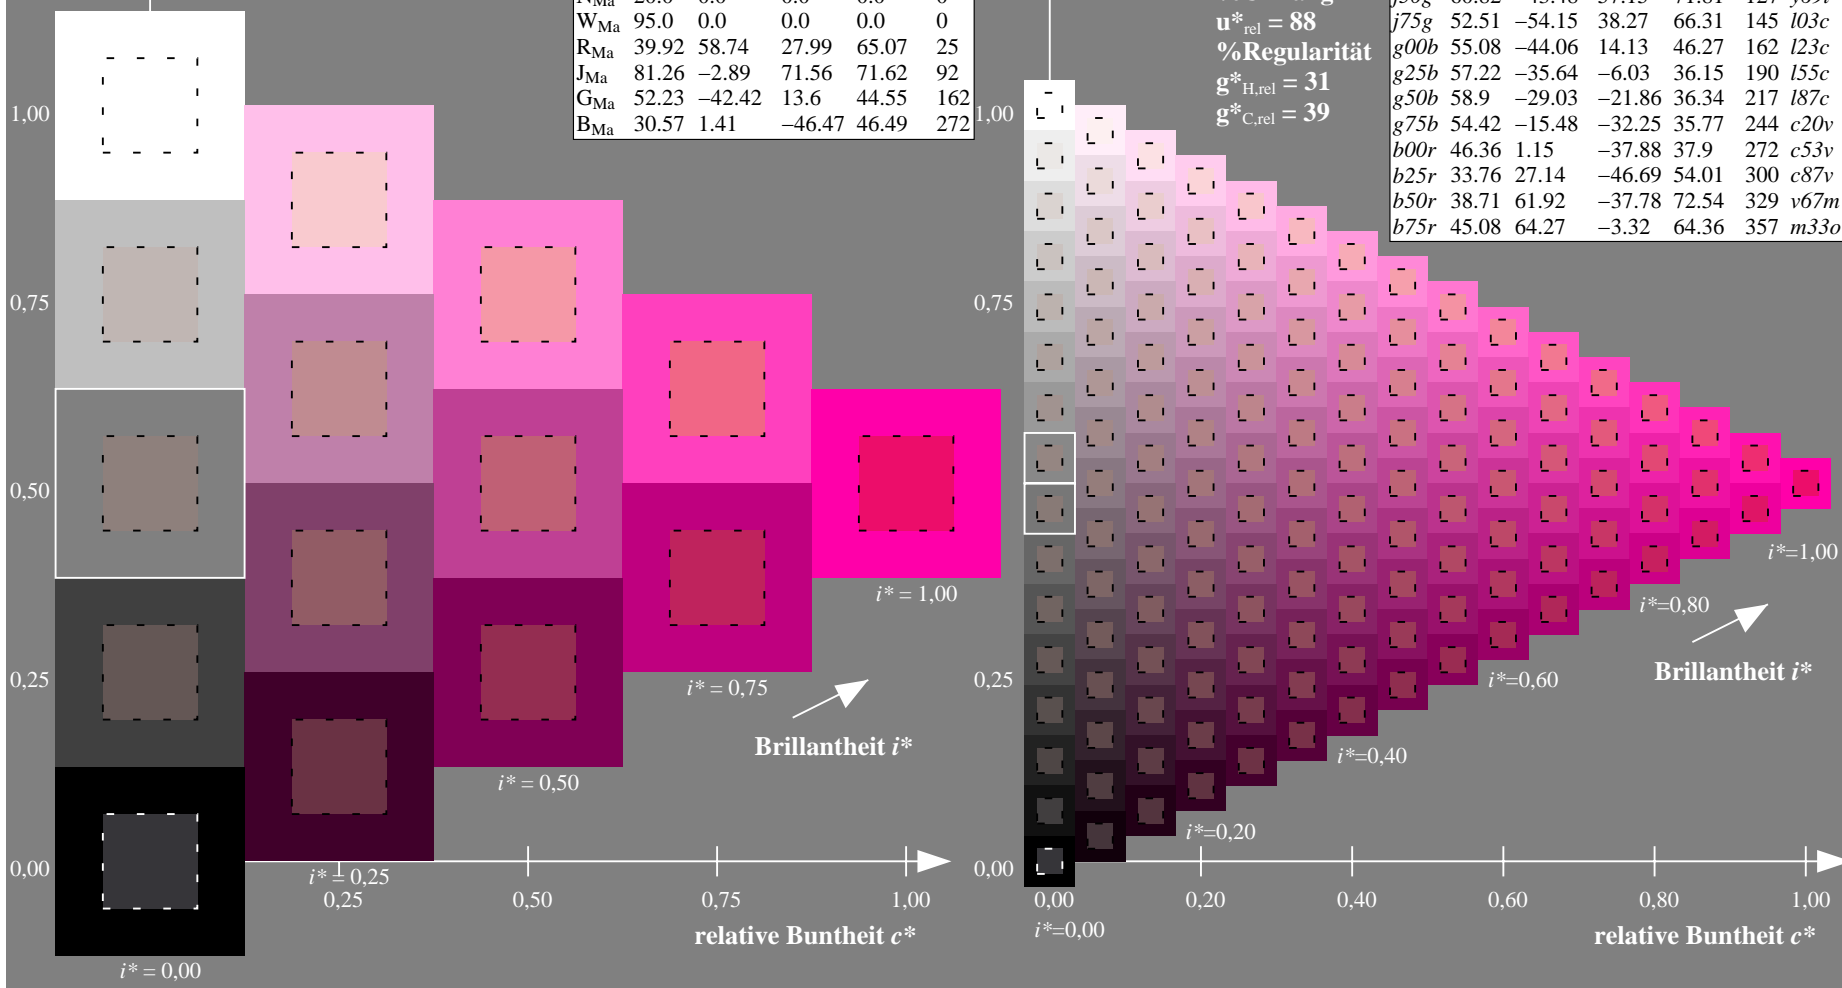 W_Ma 95.0 0.0 0.0 0.0 0
R_Ma 39.92 58.74 27.99 65.07 25
J_Ma 81.26 −2.89 71.56 71.62 92
G_Ma 52.23 −42.42 13.6 44.55 162
B_Ma 30.57 1.41 −46.47 46.49 272
u*rel = 88
%Regularität
g*H,rel = 31
g*C,rel = 39
j75g 52.51 −54.15 38.27 66.31 145 l03c
g00b 55.08 −44.06 14.13 46.27 162 l23c
g25b 57.22 −35.64 −6.03 36.15 190 l55c
g50b 58.9 −29.03 −21.86 36.34 217 l87c
g75b 54.42 −15.48 −32.25 35.77 244 c20v
b00r 46.36 1.15 −37.88 37.9 272 c53v
b25r 33.76 27.14 −46.69 54.01 300 c87v
b50r 38.71 61.92 −37.78 72.54 329 v67m
b75r 45.08 64.27 −3.32 64.36 357 m33o
1,00
0,75
0,50
0,25
0,00
i* = 1,00
i* = 0,75
Brillantheit i*
i* = 0,50
i* = 0,25
0,25 0,50 0,75 1,00
relative Buntheit c*
i* = 0,00
1,00
0,75
0,50
0,25
0,00
i*=1,00
i*=0,80
Brillantheit i*
i*=0,60
i*=0,40
i*=0,20
0,00 0,20 0,40 0,60 0,80 1,00
i*=0,00
relative Buntheit c*